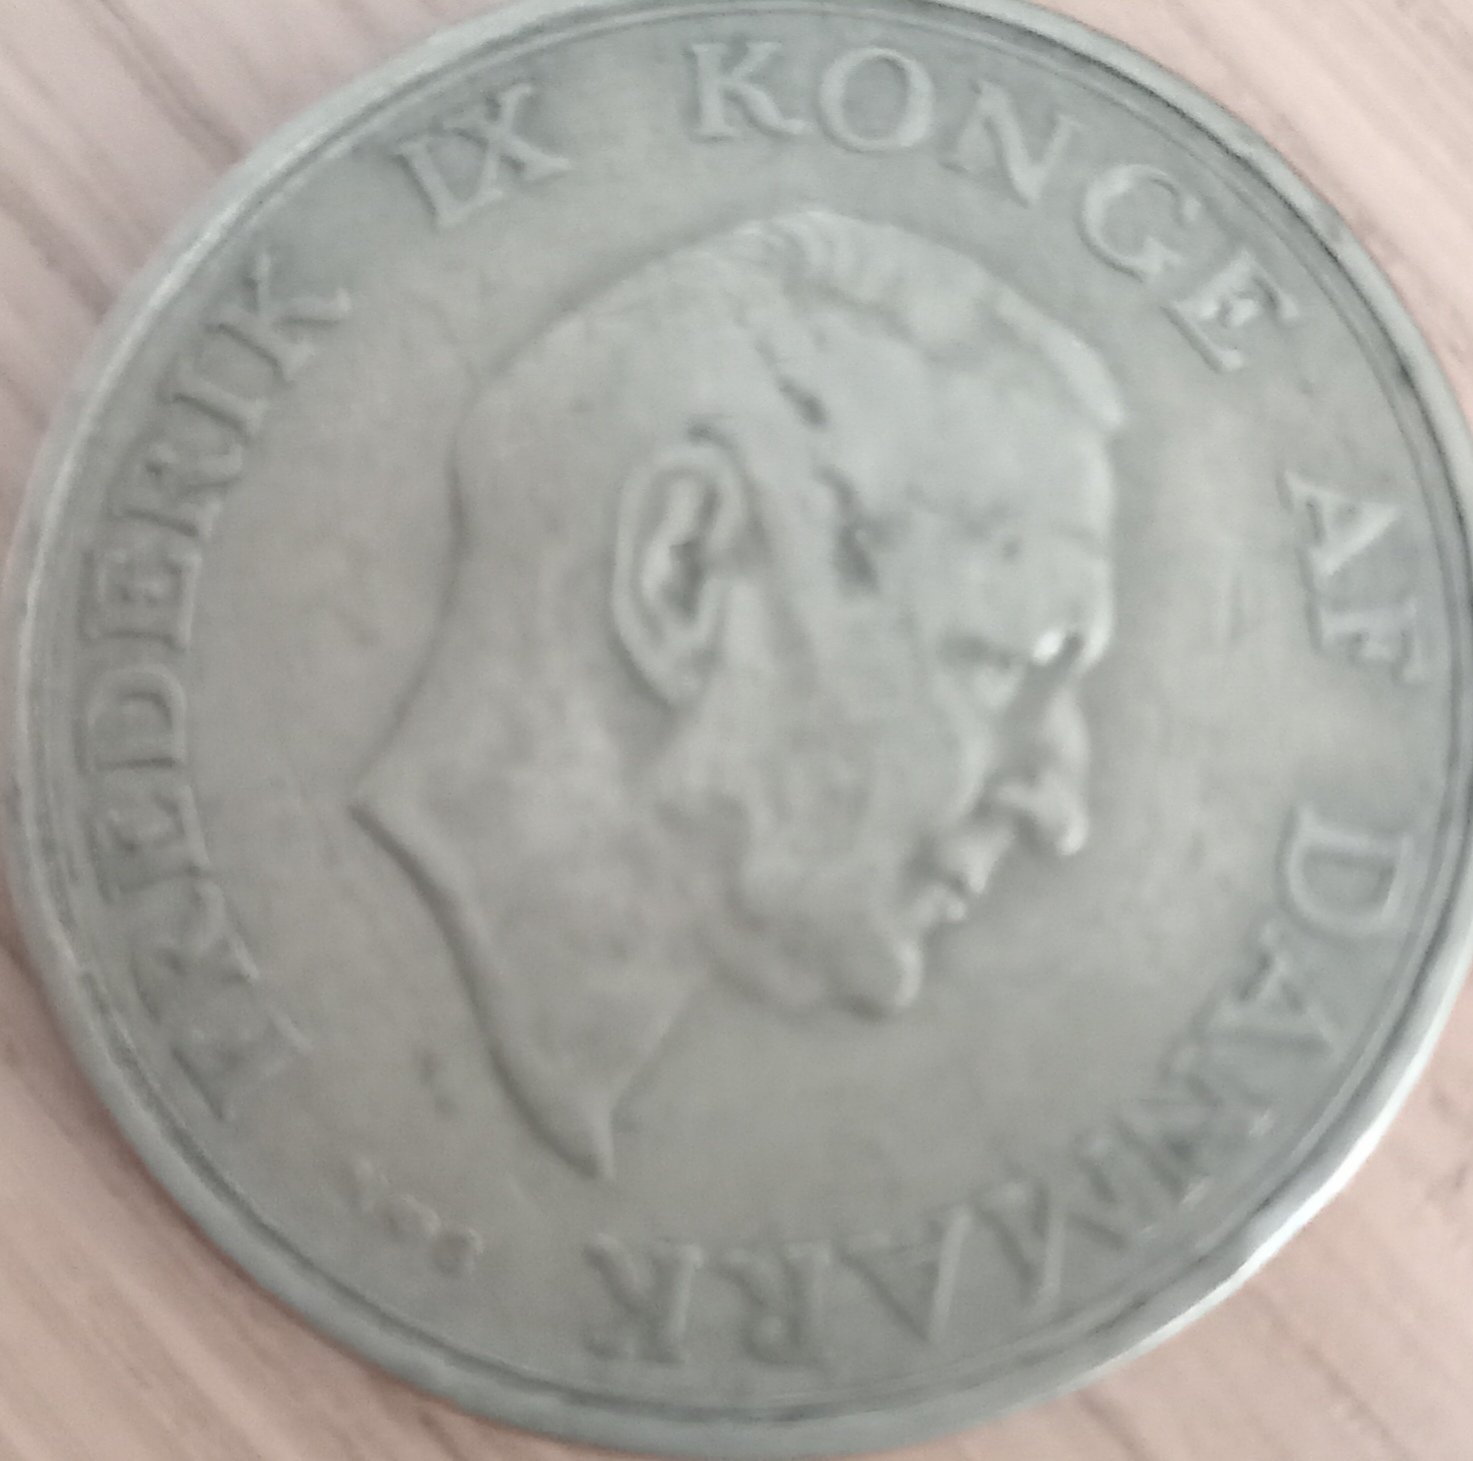 FREDERIK IX KONGE AF DANMARK